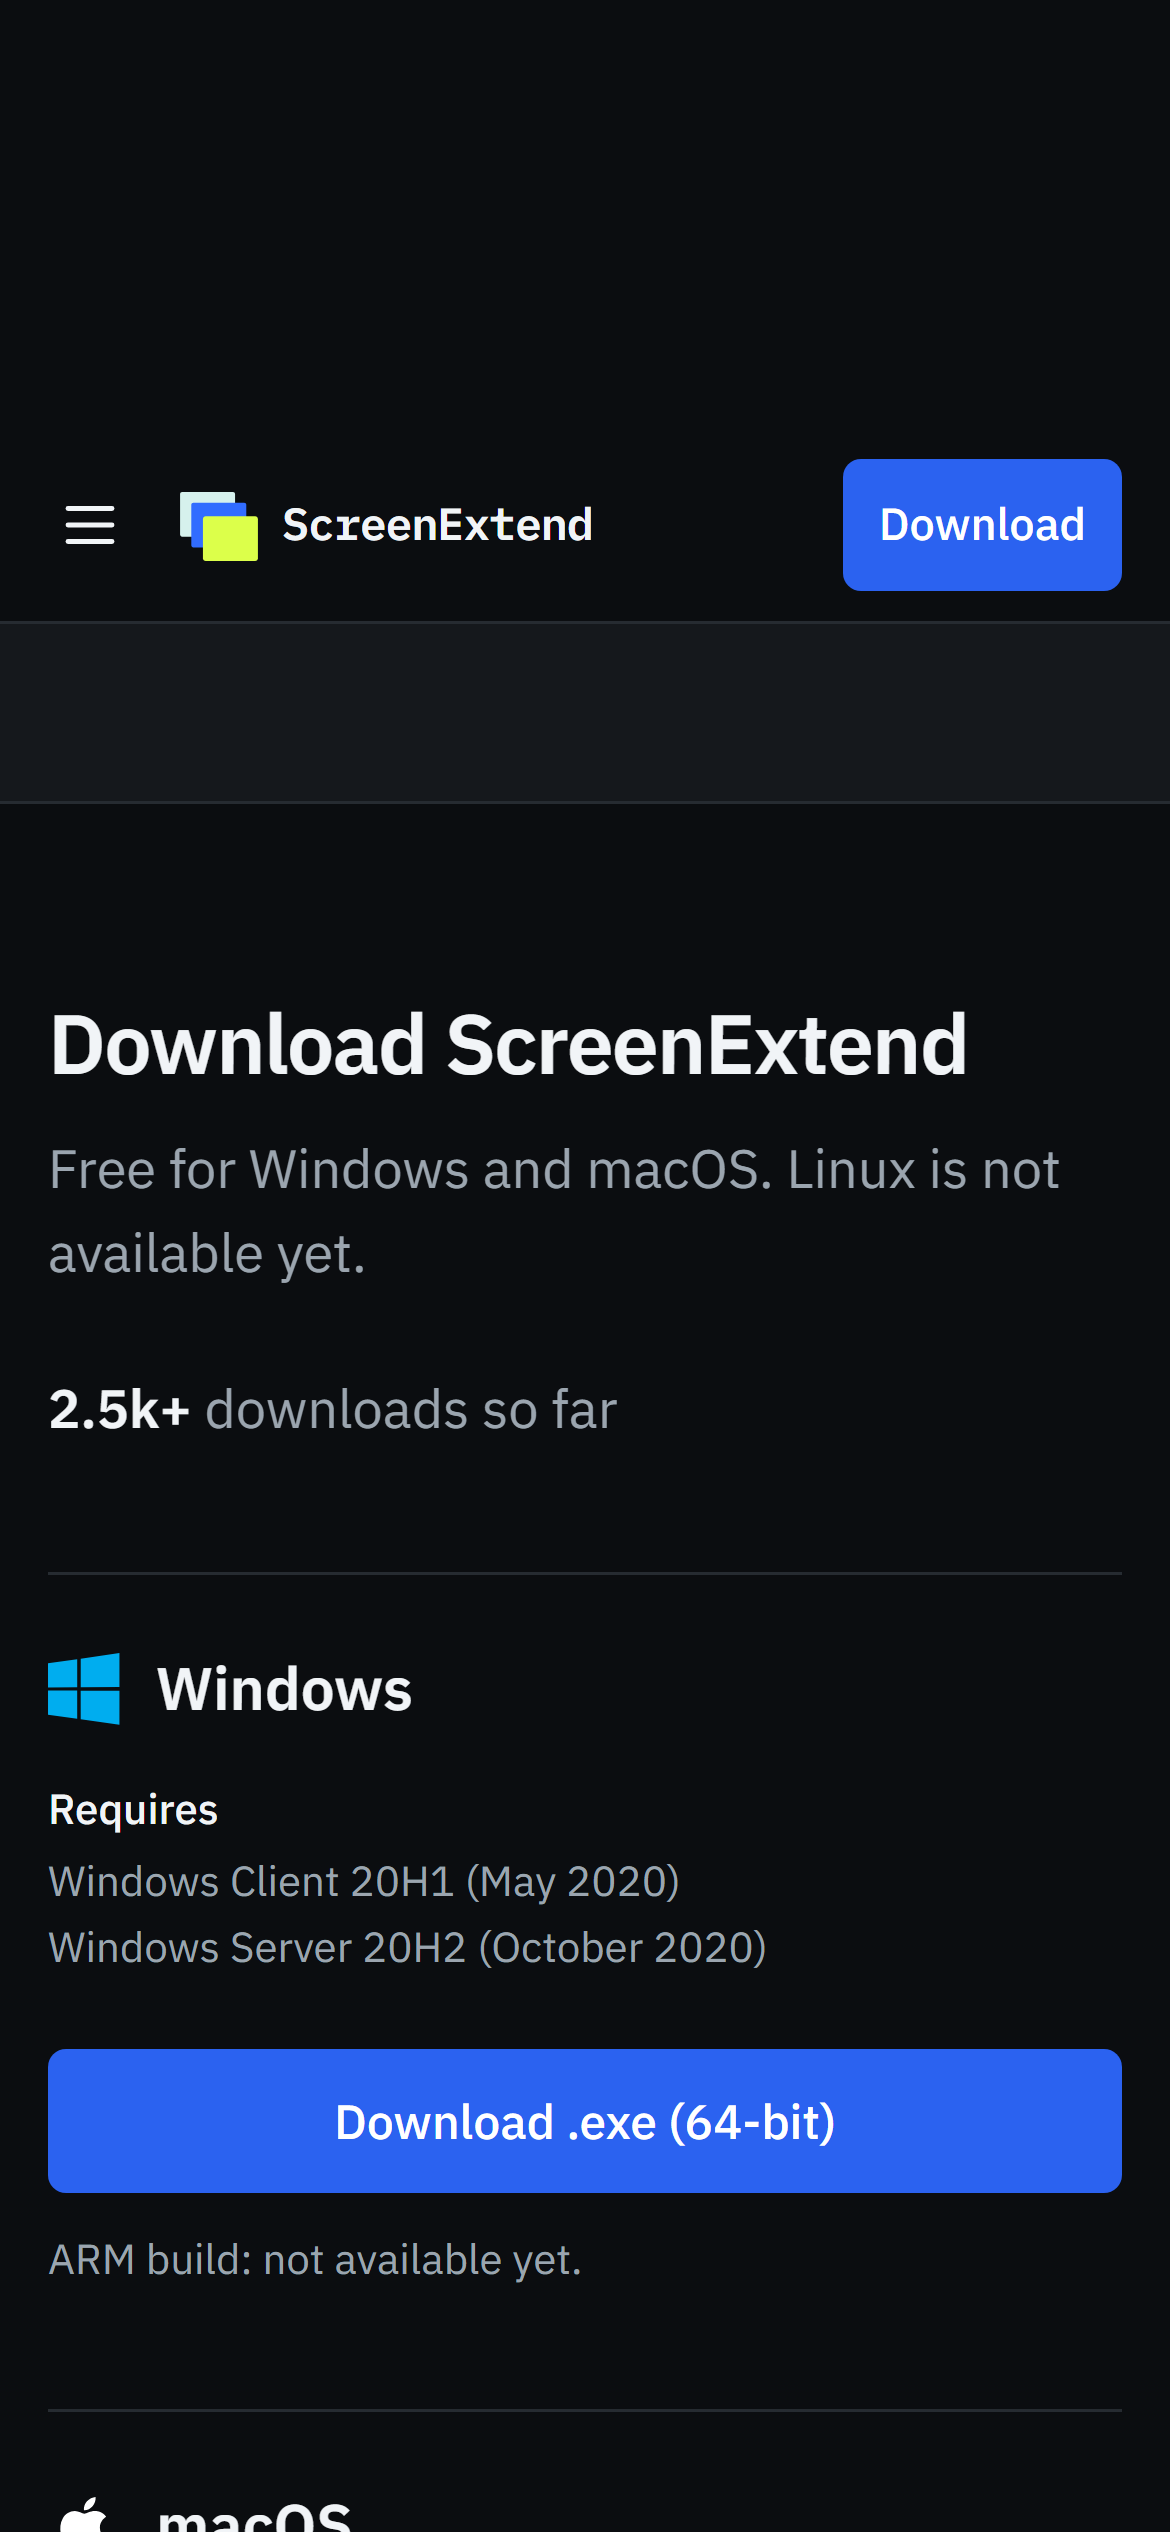 ScreenExtend
Download
Download ScreenExtend
Free for Windows and macOS. Linux is not
available yet.
2.5k+ downloads so far
Windows
Requires
Windows Client 20H1 (May 2020)
Windows Server 20H2 (October 2020)
Download .exe (64-bit)
ARM build: not available yet.
macOS